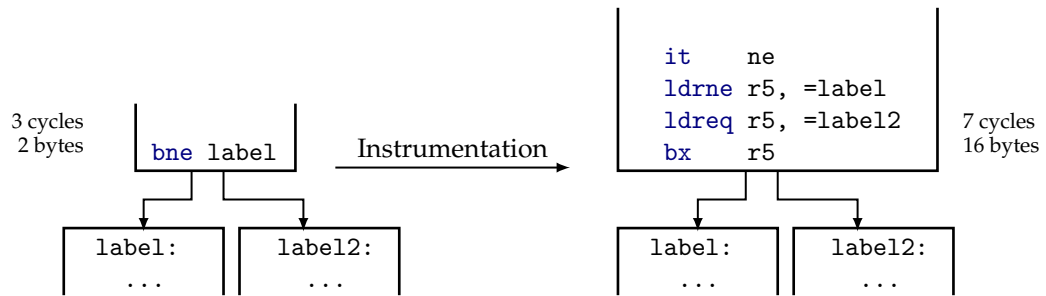 3 cycles
2 bytes
bne label
label:
...
label2:
...
Instrumentation
it ne
ldrne r5, =label
ldreq r5, =label2
bx r5
7 cycles
16 bytes
label:
...
label2:
...